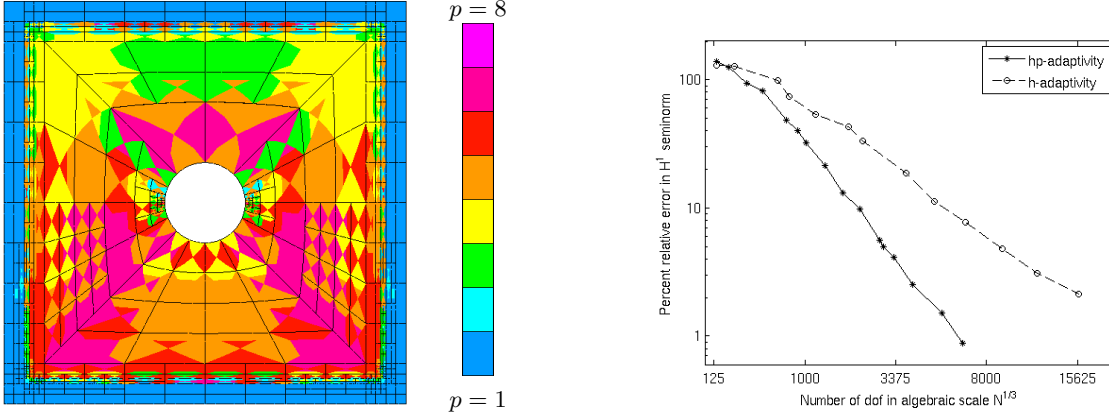 p = 8
p = 1
hp-adaptivity
h-adaptivity
100
10
1
Percent relative error in H¹ seminorm
125 1000 3375 8000 15625
Number of dof in algebraic scale N^{1/3}